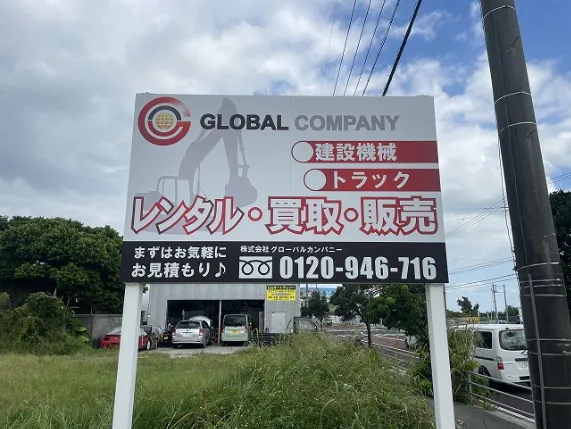 GLOBAL COMPANY
建設機械
トラック
レンタル・買取・販売
まずはお気軽に
お見積もり♪
株式会社 グローバルカンパニー
0120-946-716